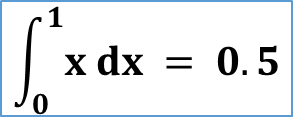 ∫₀¹ x dx = 0.5